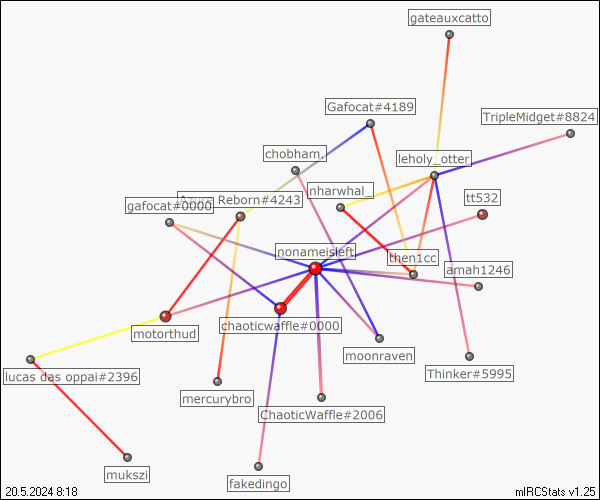 gateauxcatto
Gafocat#4189
TripleMidget#8824
chobham.
leholy_otter
nharwhal_
Reborn#4243
tt532
gafocat#0000
nonameisleft
then1cc
amah1246
chaoticwaffle#0000
motorthud
moonraven
lucas das oppai#2396
Thinker#5995
mercurybro
ChaoticWaffle#2006
mukszi
fakedingo
20.5.2024 8:18
mIRCStats v1.25